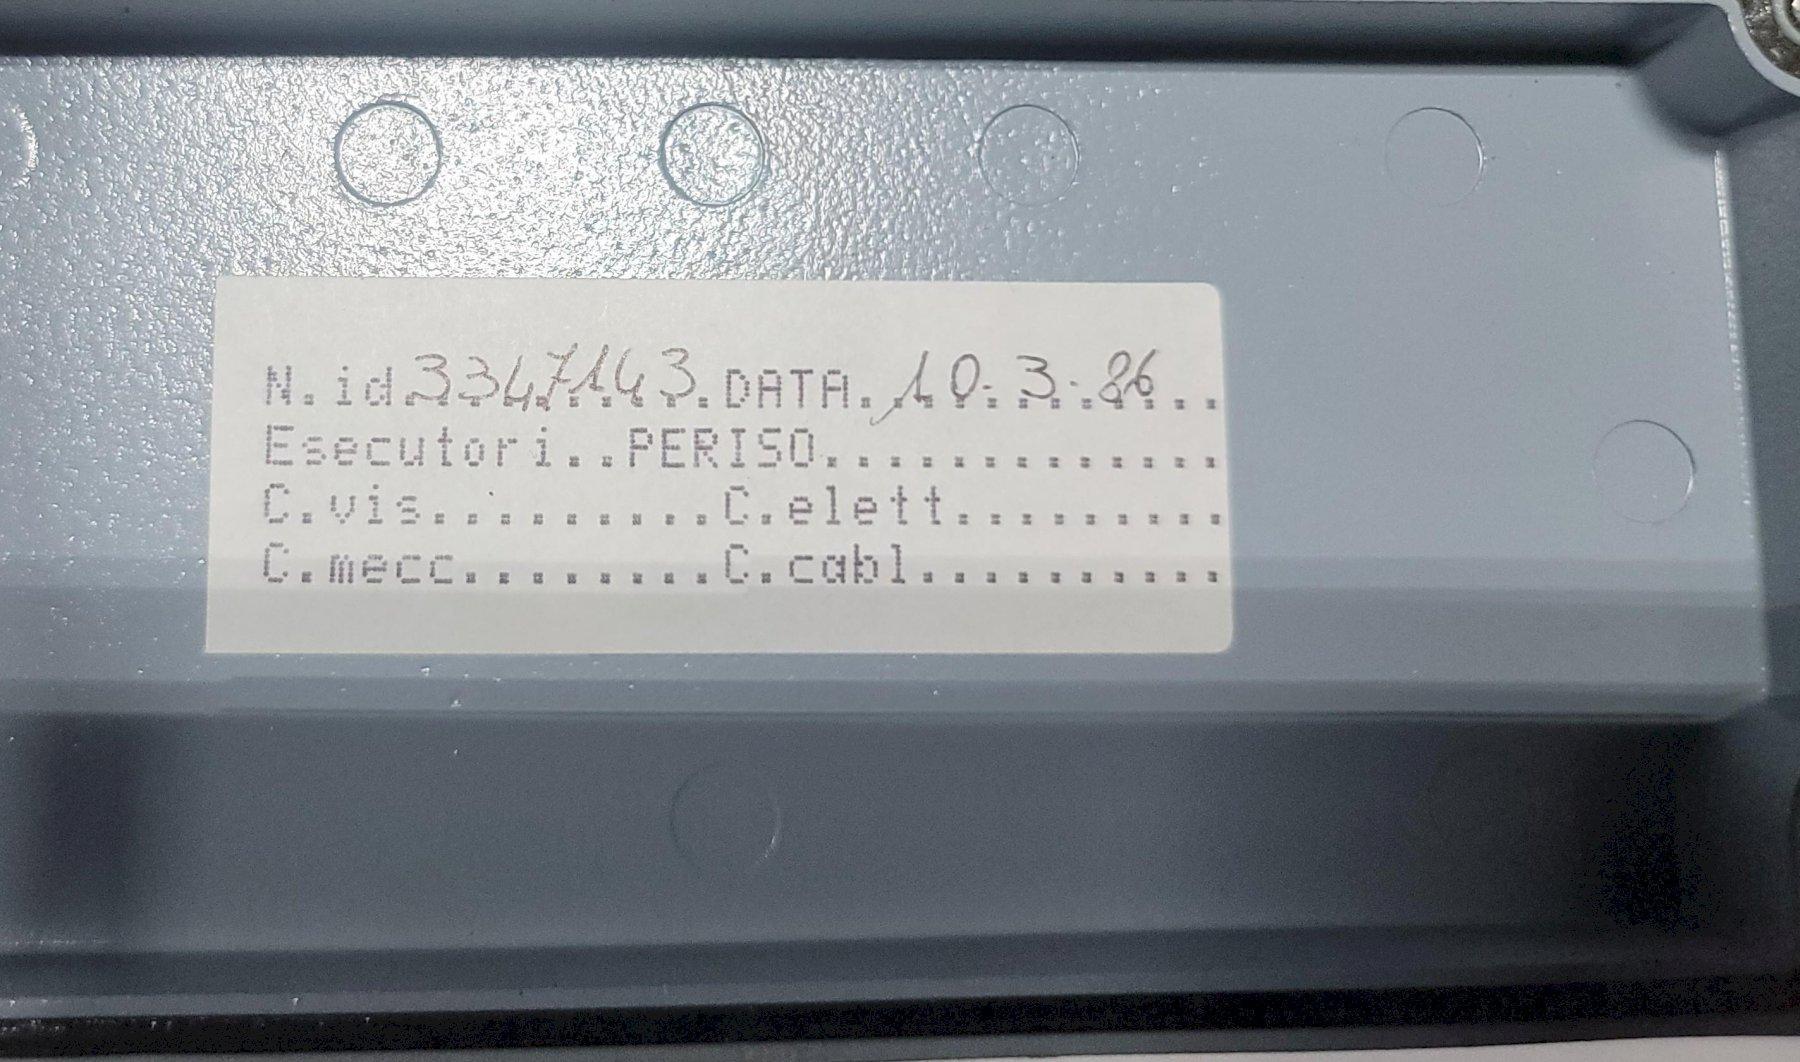 N.id.3347143.DATA.10.3.86...
Esecutori..PERISO............
C.vis.........C.elett.........
C.mecc........C.cabl..........